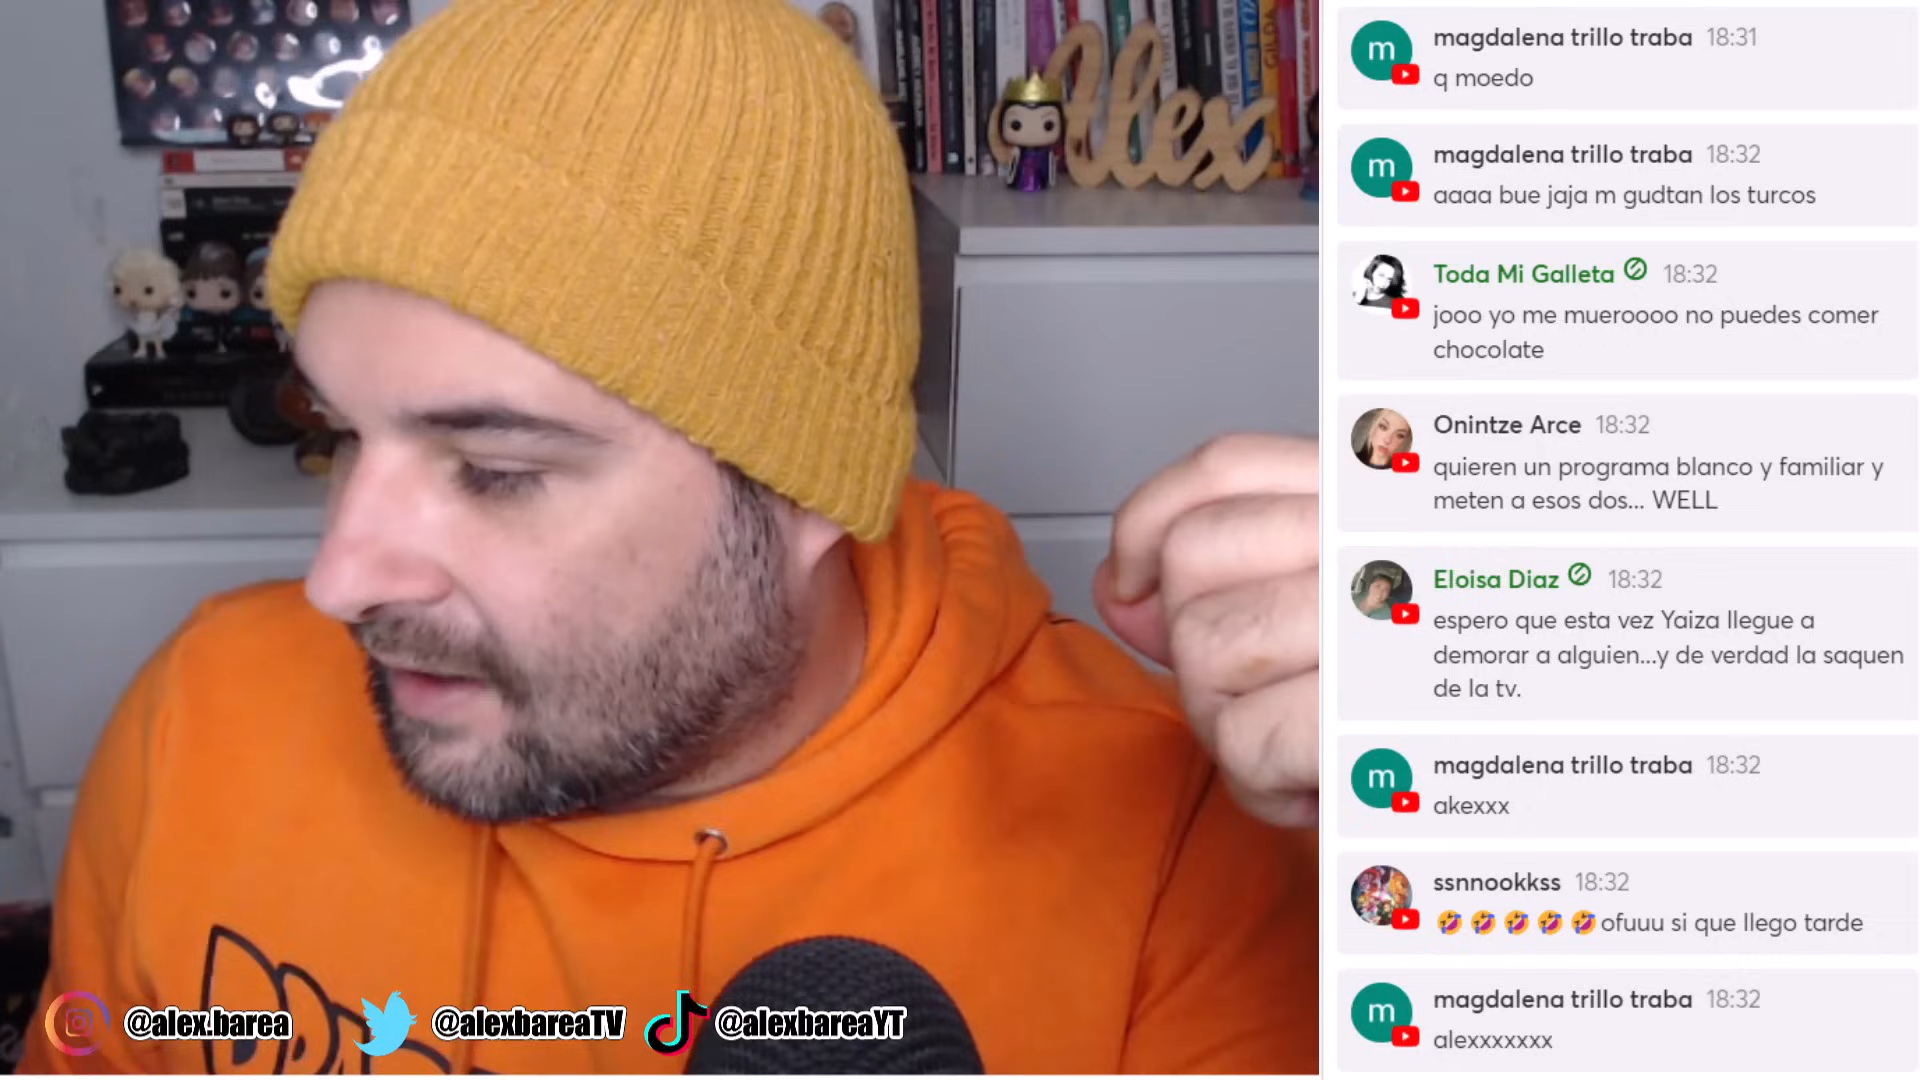 Alex
GILDA
@alex.barea
@alexbareaTV
@alexbareaYT
m
magdalena trillo traba 18:31
q moedo
m
magdalena trillo traba 18:32
aaaa bue jaja m gudtan los turcos
Toda Mi Galleta 18:32
jooo yo me mueroooo no puedes comer
chocolate
Onintze Arce 18:32
quieren un programa blanco y familiar y
meten a esos dos... WELL
Eloisa Diaz 18:32
espero que esta vez Yaiza llegue a
demorar a alguien...y de verdad la saquen
de la tv.
m
magdalena trillo traba 18:32
akexxx
ssnnookkss 18:32
🤣🤣🤣🤣🤣ofuuu si que llego tarde
m
magdalena trillo traba 18:32
alexxxxxxx